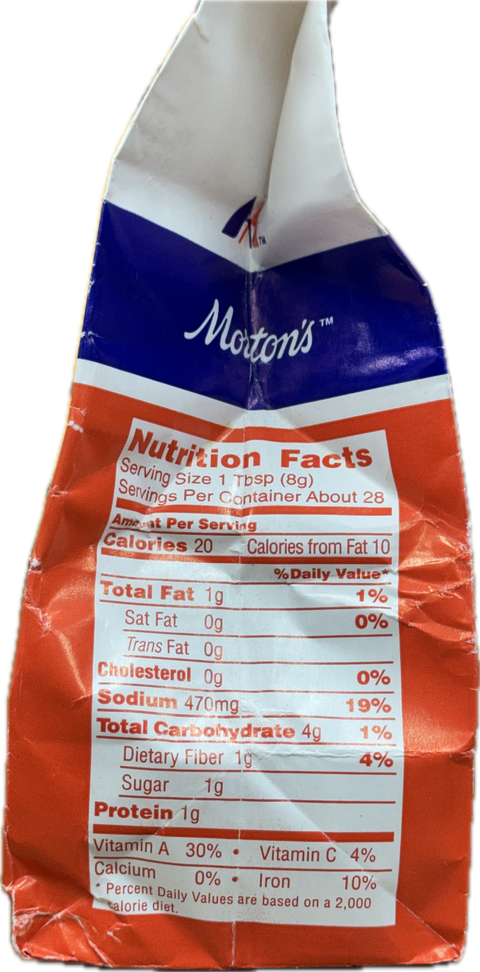 TM
Morton's™
Nutrition Facts
Serving Size 1 Tbsp (8g)
Servings Per Container About 28
Amount Per Serving
Calories 20 Calories from Fat 10
%Daily Value*
Total Fat 1g 1%
Sat Fat 0g 0%
Trans Fat 0g
Cholesterol 0g 0%
Sodium 470mg 19%
Total Carbohydrate 4g 1%
Dietary Fiber 1g 4%
Sugar 1g
Protein 1g
Vitamin A 30% • Vitamin C 4%
Calcium 0% • Iron 10%
* Percent Daily Values are based on a 2,000
calorie diet.